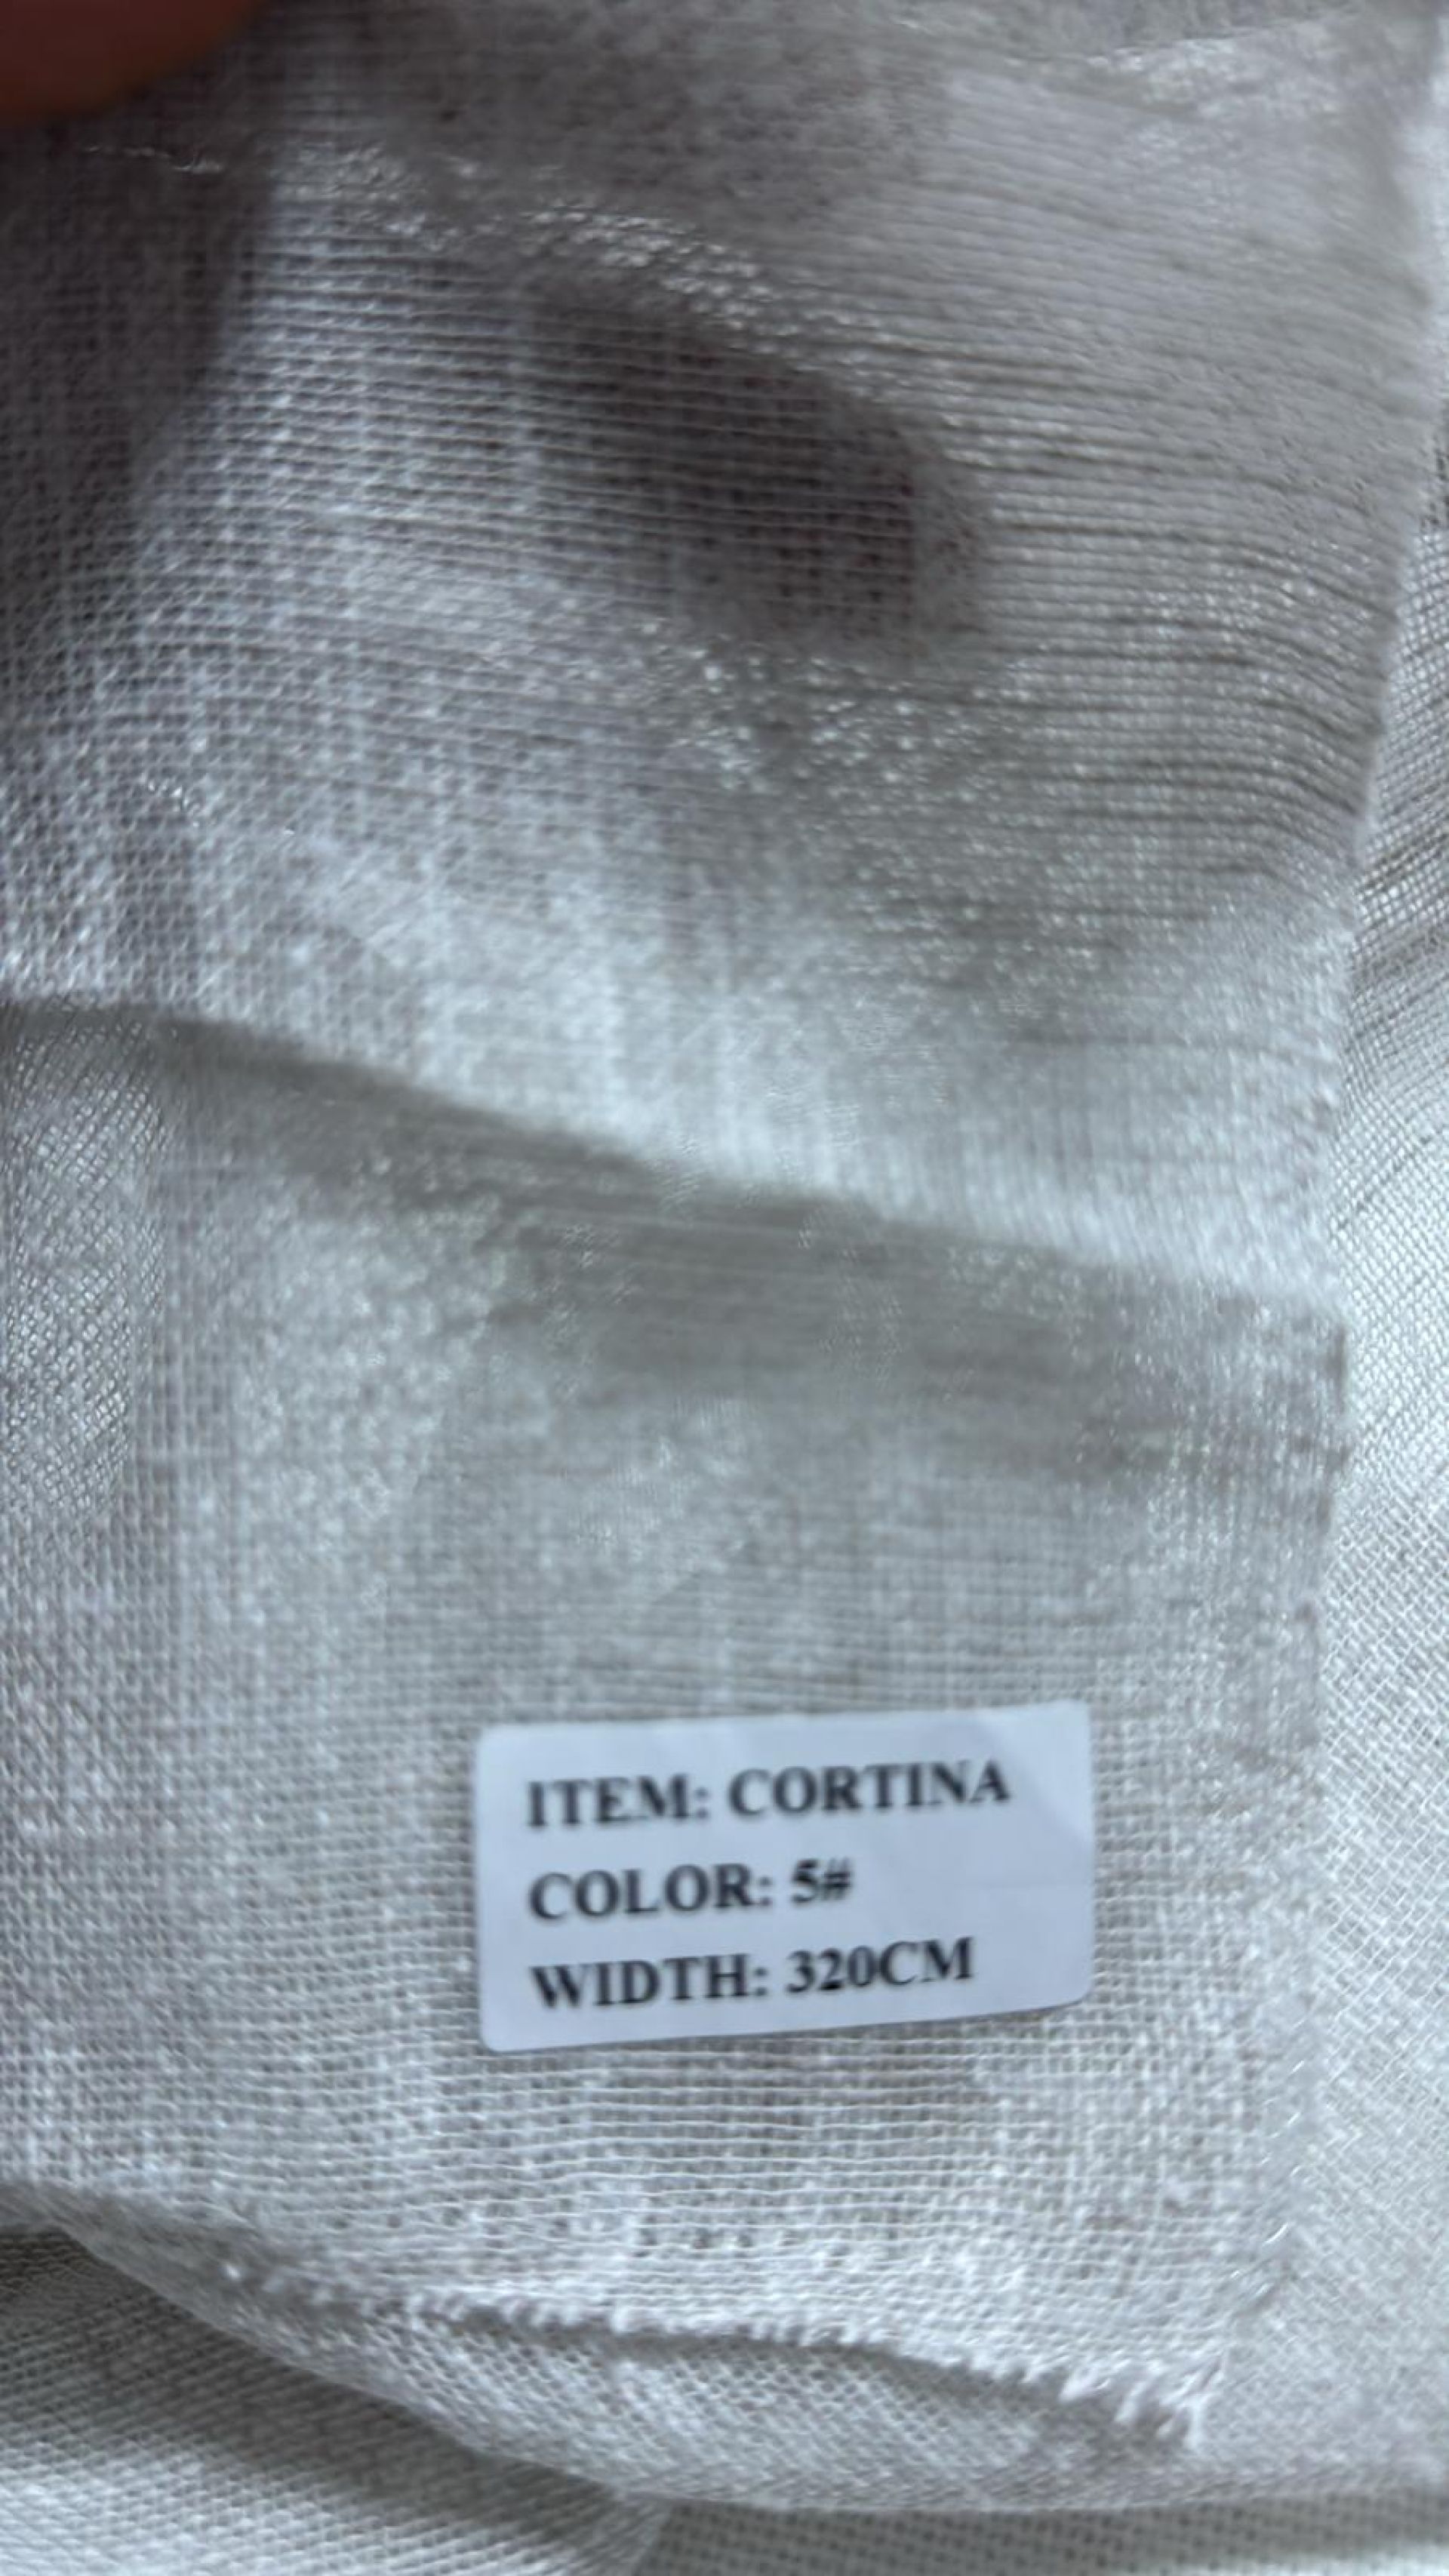 ITEM: CORTINA
COLOR: 5#
WIDTH: 320CM